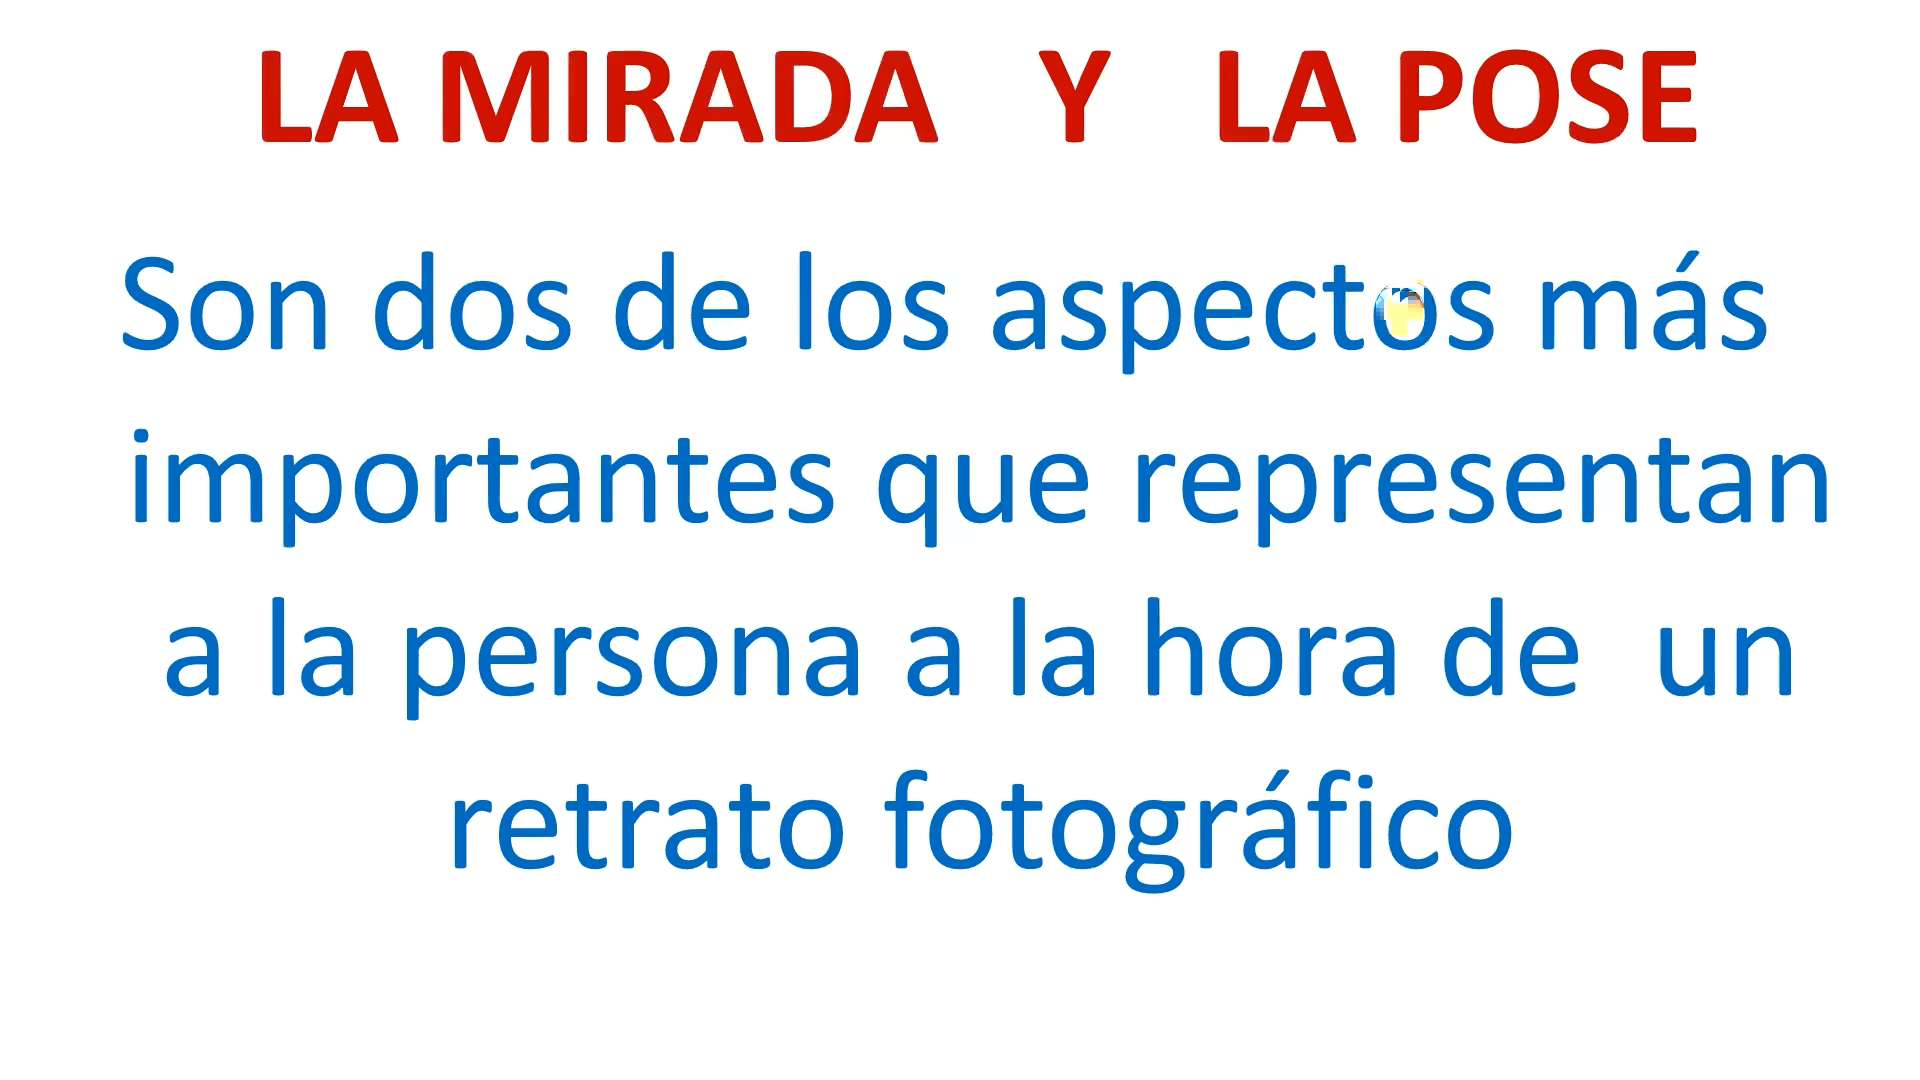 LA MIRADA Y LA POSE
Son dos de los aspectos más
importantes que representan
a la persona a la hora de un
retrato fotográfico